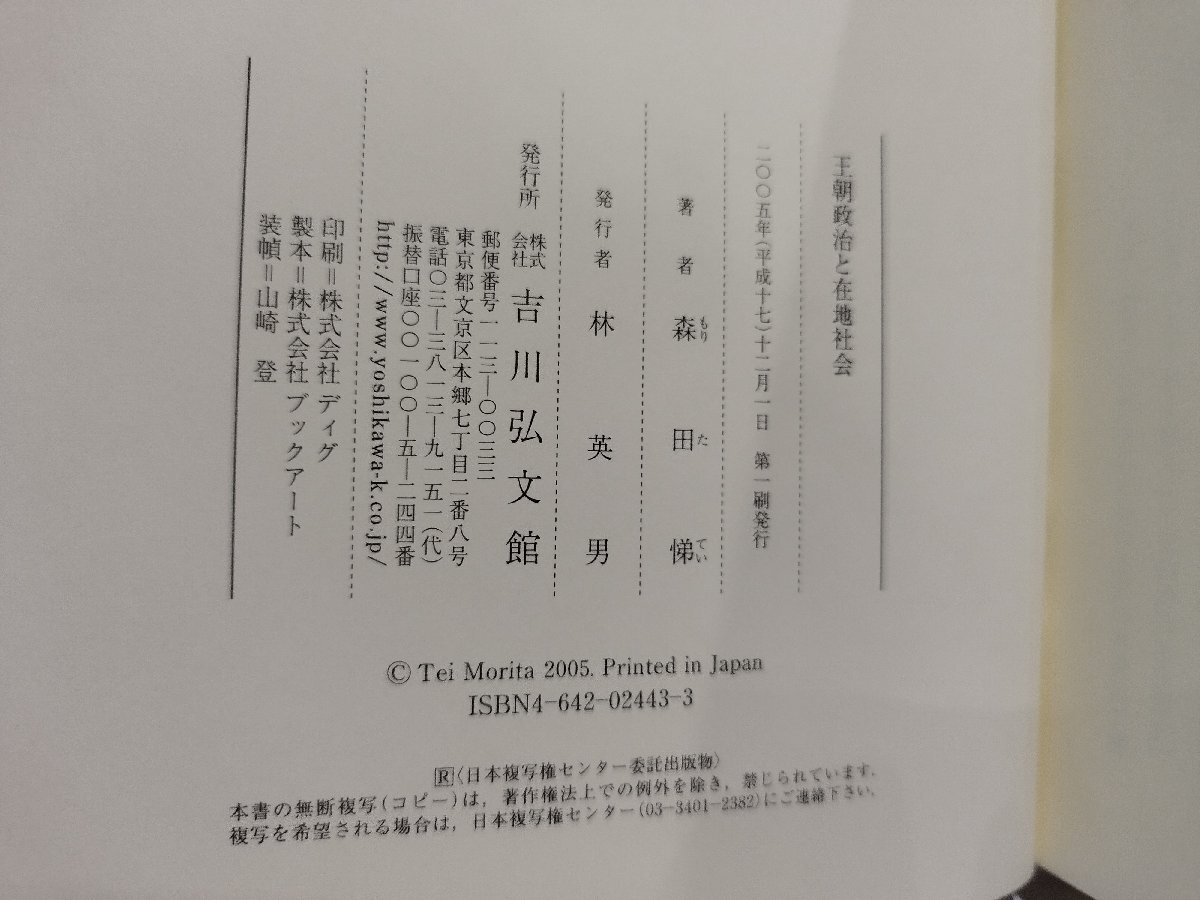 王朝政治と在地社会
二〇〇五年(平成十七)十二月一日 第一刷発行
著者 森田悌
もり た てい
発行者 林英男
発行所 株式会社 吉川弘文館
郵便番号一一三―〇〇三三
東京都文京区本郷七丁目二番八号
電話〇三―三八一三―九一五一(代)
振替口座〇〇一〇〇―五―二四四番
http://www.yoshikawa-k.co.jp/
印刷=株式会社 ディグ
製本=株式会社 ブックアート
装幀=山崎 登
© Tei Morita 2005. Printed in Japan
ISBN4-642-02443-3
R〈日本複写権センター委託出版物〉
本書の無断複写(コピー)は,著作権法上での例外を除き,禁じられています.
複写を希望される場合は,日本複写権センター(03-3401-2382)にご連絡下さい.